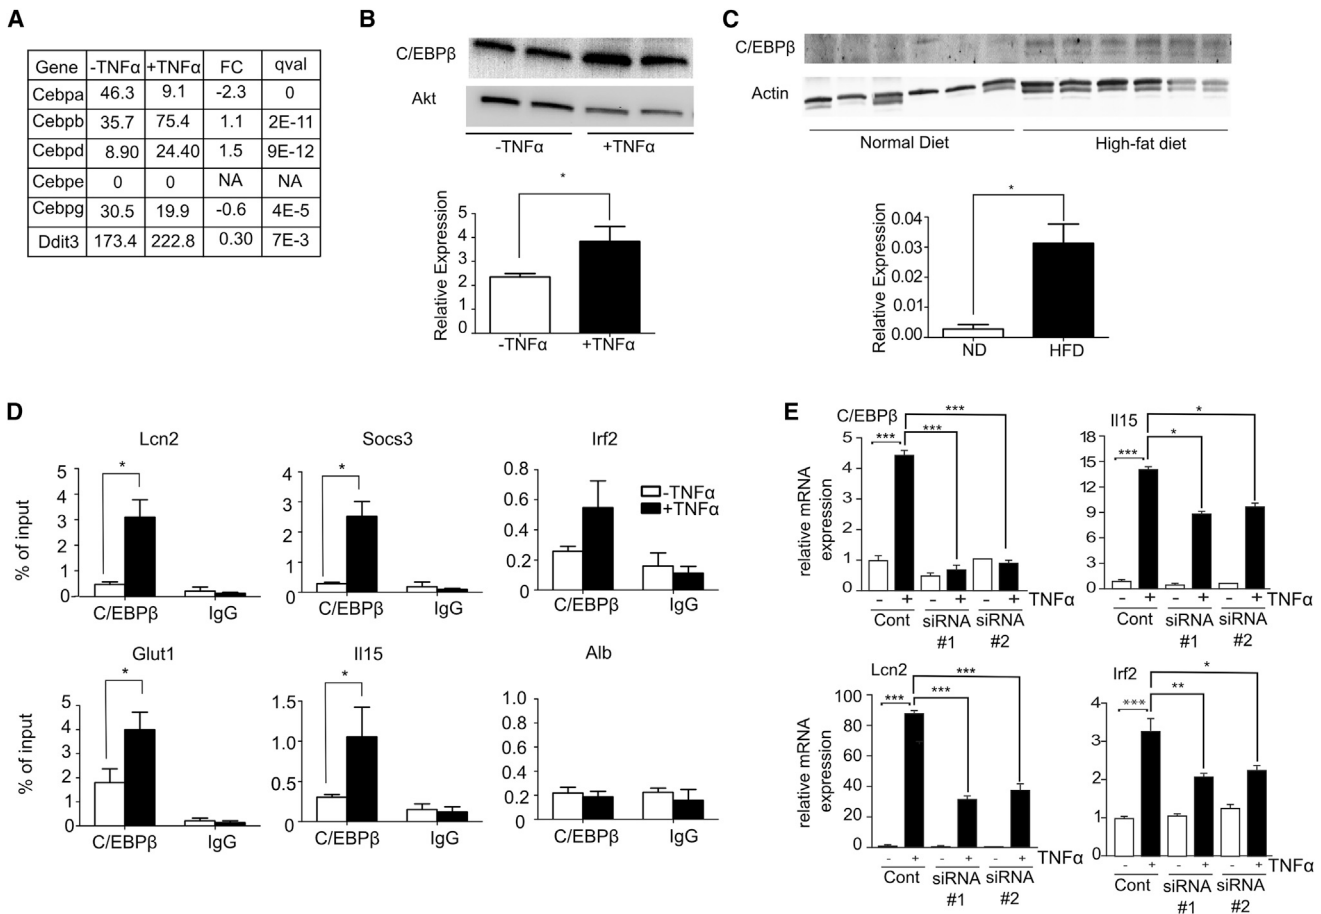 A
Gene -TNFα +TNFα FC qval
Cebpa 46.3 9.1 -2.3 0
Cebpb 35.7 75.4 1.1 2E-11
Cebpd 8.90 24.40 1.5 9E-12
Cebpe 0 0 NA NA
Cebpg 30.5 19.9 -0.6 4E-5
Ddit3 173.4 222.8 0.30 7E-3
B
C/EBPβ
Akt
-TNFα +TNFα
*
Relative Expression
5
4
3
2
1
0
-TNFα +TNFα
C
C/EBPβ
Actin
Normal Diet High-fat diet
*
Relative Expression
0.04
0.03
0.02
0.01
0.00
ND HFD
D
Lcn2
*
% of input
5
4
3
2
1
0
C/EBPβ IgG
Socs3
*
4
3
2
1
0
C/EBPβ IgG
Irf2
0.8
0.6
0.4
0.2
0
-TNFα
+TNFα
C/EBPβ IgG
Glut1
*
% of input
5
4
3
2
1
0
C/EBPβ IgG
Il15
*
1.5
1.0
0.5
0
C/EBPβ IgG
Alb
1.0
0.8
0.6
0.4
0.2
0
C/EBPβ IgG
E
C/EBPβ
***
***
***
relative mRNA
expression
5
4
3
2
1
0
- + - + - + TNFα
Cont siRNA siRNA
#1 #2
Il15
*
*
***
18
15
12
9
6
3
0
- + - + - + TNFα
Cont siRNA siRNA
#1 #2
Lcn2
***
***
***
relative mRNA
expression
100
80
60
40
20
0
- + - + - + TNFα
Cont siRNA siRNA
#1 #2
Irf2
*
**
***
4
3
2
1
0
- + - + - + TNFα
Cont siRNA siRNA
#1 #2